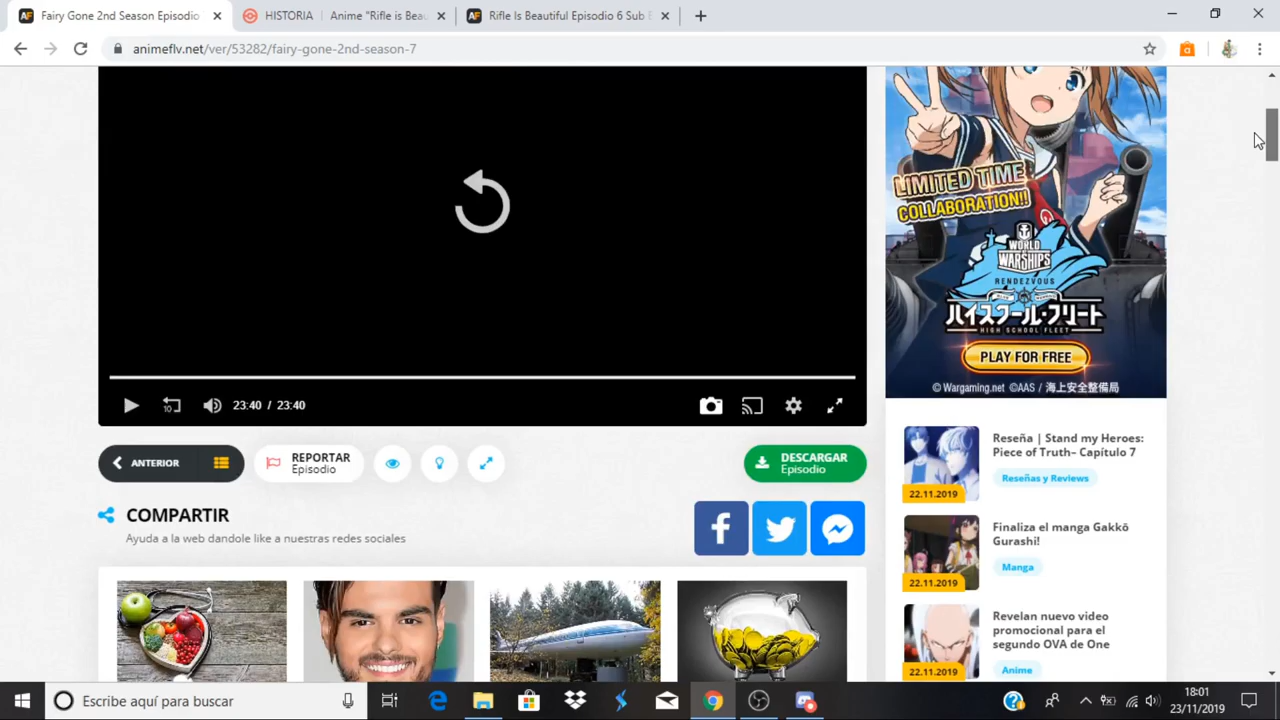 Fairy Gone 2nd Season Episodio
HISTORIA | Anime "Rifle is Beau
Rifle Is Beautiful Episodio 6 Sub E
animeflv.net/ver/53282/fairy-gone-2nd-season-7
LIMITED TIME
COLLABORATION!!
WORLD
OF
WARSHIPS
RENDEZVOUS
ハイスクール・フリート
HIGH SCHOOL FLEET
PLAY FOR FREE
© Wargaming.net ©AAS / 海上安全整備局
10
23:40 / 23:40
ANTERIOR
REPORTAR
Episodio
DESCARGAR
Episodio
COMPARTIR
Ayuda a la web dandole like a nuestras redes sociales
Reseña | Stand my Heroes:
Piece of Truth– Capítulo 7
Reseñas y Reviews
22.11.2019
Finaliza el manga Gakkō
Gurashi!
Manga
22.11.2019
Revelan nuevo video
promocional para el
segundo OVA de One
Anime
22.11.2019
Escribe aquí para buscar
18:01
23/11/2019